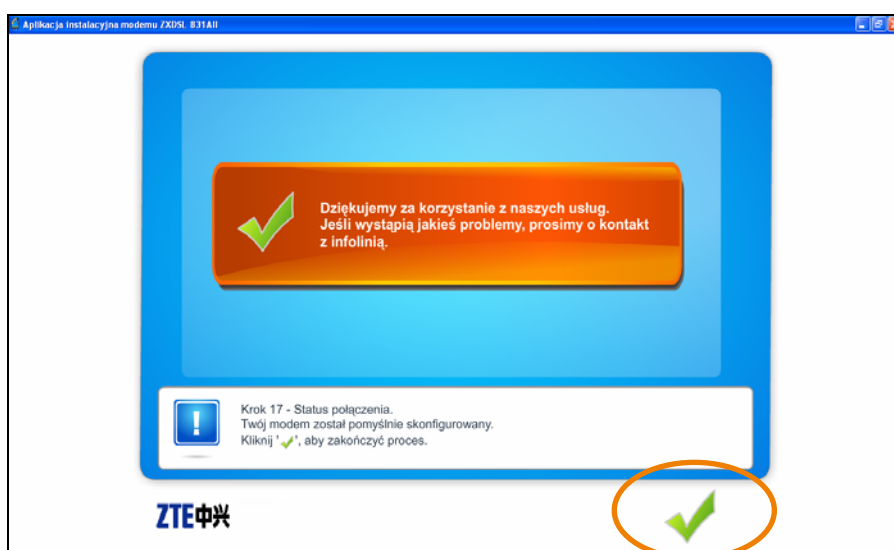 Aplikacja instalacyjna modemu ZXDSL 831AII
Dziękujemy za korzystanie z naszych usług.
Jeśli wystąpią jakieś problemy, prosimy o kontakt
z infolinią.
!
Krok 17 - Status połączenia.
Twój modem został pomyślnie skonfigurowany.
Kliknij '✓', aby zakończyć proces.
ZTE中兴